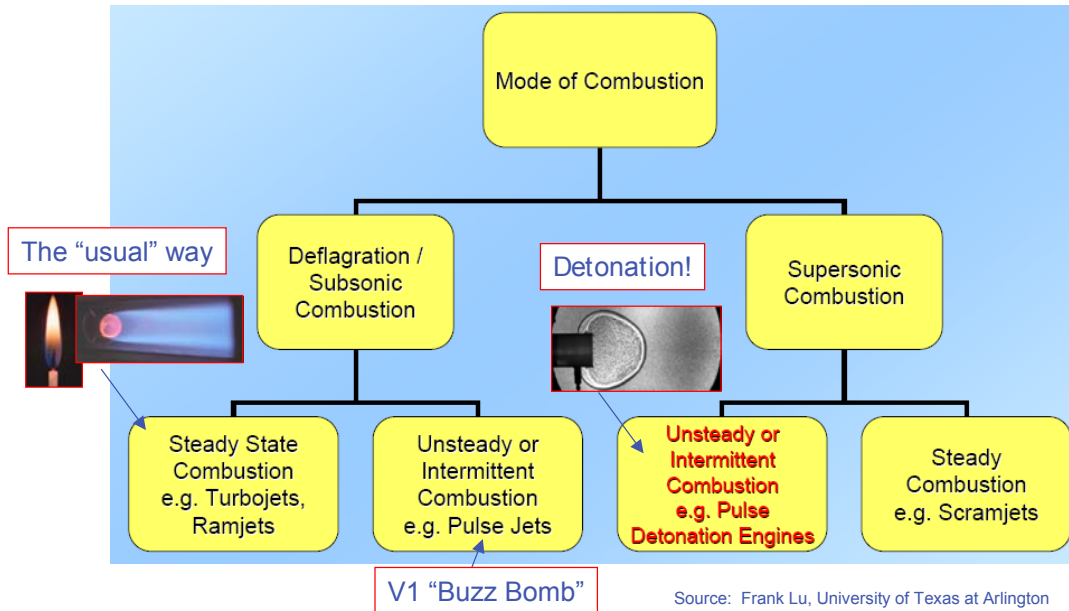 Mode of Combustion
The “usual” way
Deflagration /
Subsonic
Combustion
Detonation!
Supersonic
Combustion
Steady State
Combustion
e.g. Turbojets,
Ramjets
Unsteady or
Intermittent
Combustion
e.g. Pulse Jets
Unsteady or
Intermittent
Combustion
e.g. Pulse
Detonation Engines
Steady
Combustion
e.g. Scramjets
V1 “Buzz Bomb”
Source: Frank Lu, University of Texas at Arlington